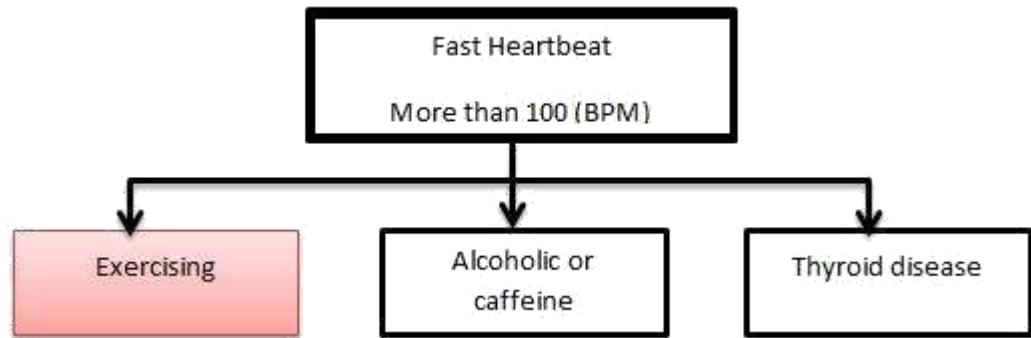 Fast Heartbeat
More than 100 (BPM)
Exercising
Alcoholic or
caffeine
Thyroid disease